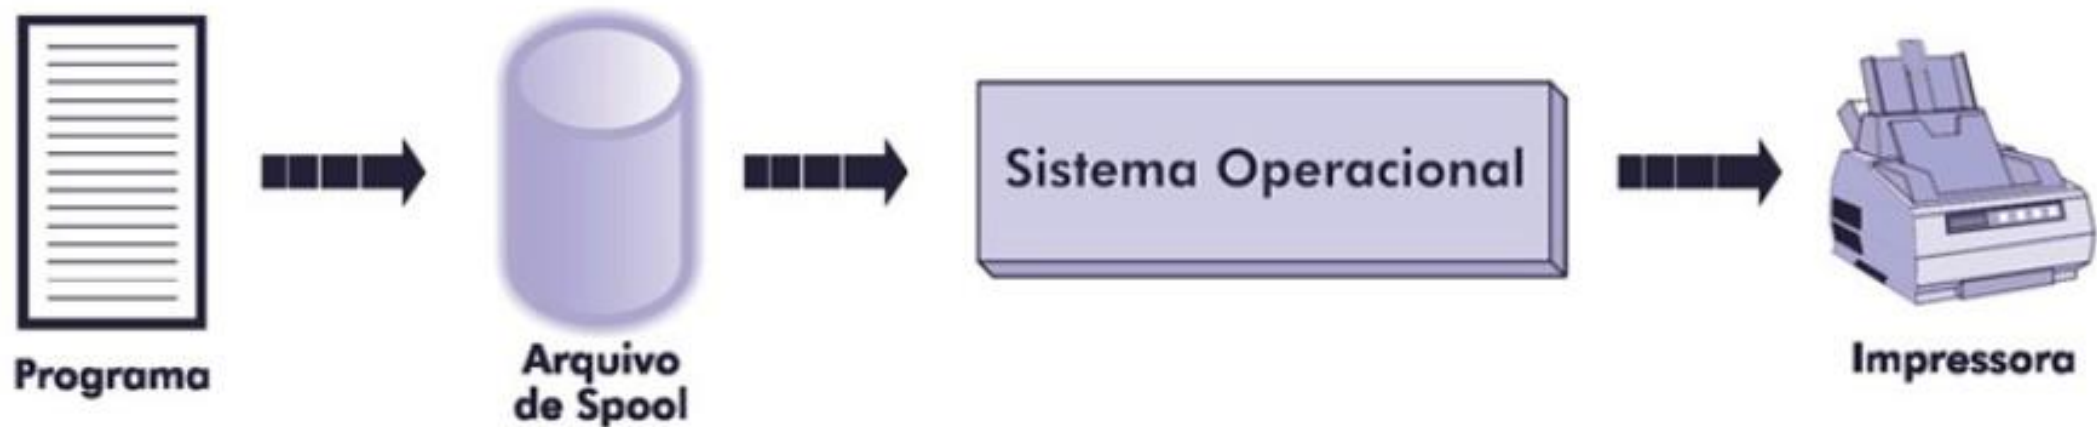 Programa
Arquivo
de Spool
Sistema Operacional
Impressora